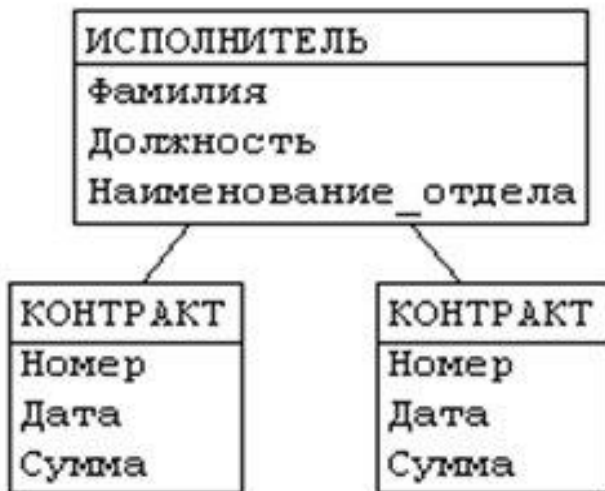 ИСПОЛНИТЕЛЬ
Фамилия
Должность
Наименование_отдела
КОНТРАКТ
Номер
Дата
Сумма
КОНТРАКТ
Номер
Дата
Сумма